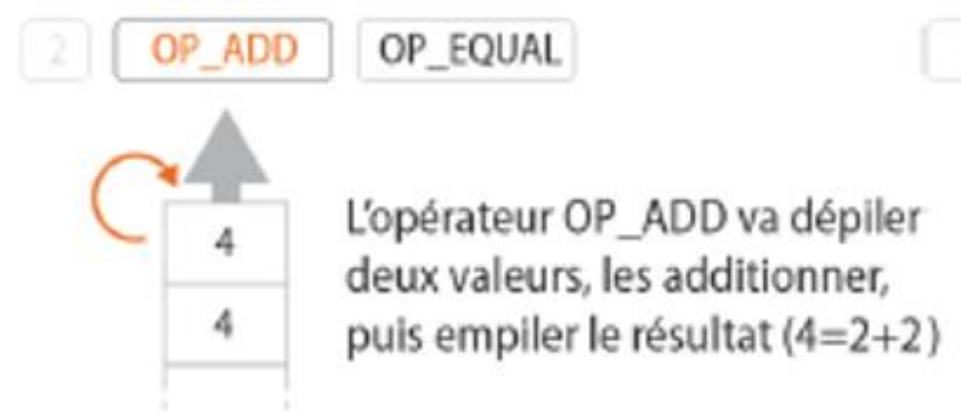 2 OP_ADD OP_EQUAL
4
4
L'opérateur OP_ADD va dépiler
deux valeurs, les additionner,
puis empiler le résultat (4=2+2)